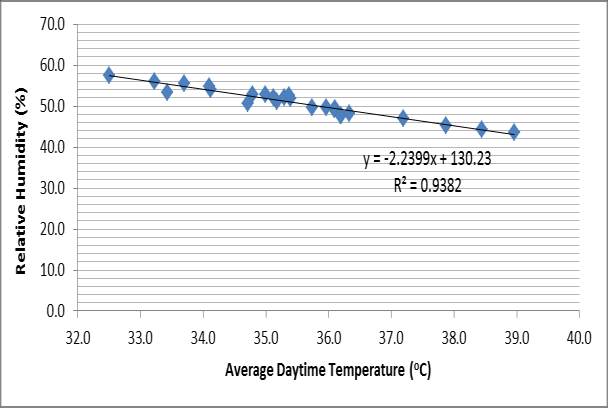 70.0
60.0
50.0
40.0
30.0
20.0
10.0
0.0
Relative Humidity (%)
y = -2.2399x + 130.23
R² = 0.9382
32.0 33.0 34.0 35.0 36.0 37.0 38.0 39.0 40.0
Average Daytime Temperature (⁰C)